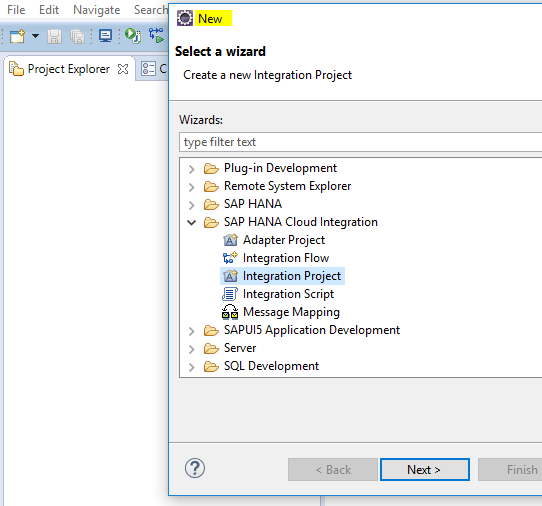 File Edit Navigate Search
New
Project Explorer
C
Select a wizard
Create a new Integration Project
Wizards:
type filter text
Plug-in Development
Remote System Explorer
SAP HANA
SAP HANA Cloud Integration
Adapter Project
Integration Flow
Integration Project
Integration Script
Message Mapping
SAPUI5 Application Development
Server
SQL Development
?
< Back Next > Finish